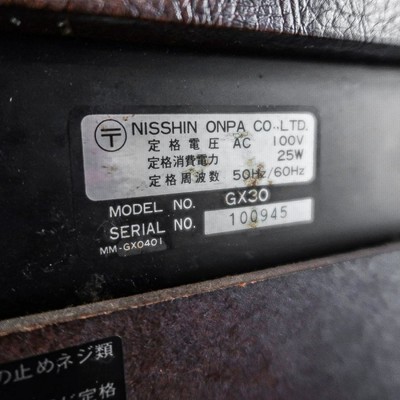 〒 NISSHIN ONPA CO.,LTD.
定格電圧 AC 100V
定格消費電力 25W
定格周波数 50Hz/60Hz
MODEL NO. GX30
SERIAL NO. 100945
MM-GX0401
の止めネジ類
ド定格